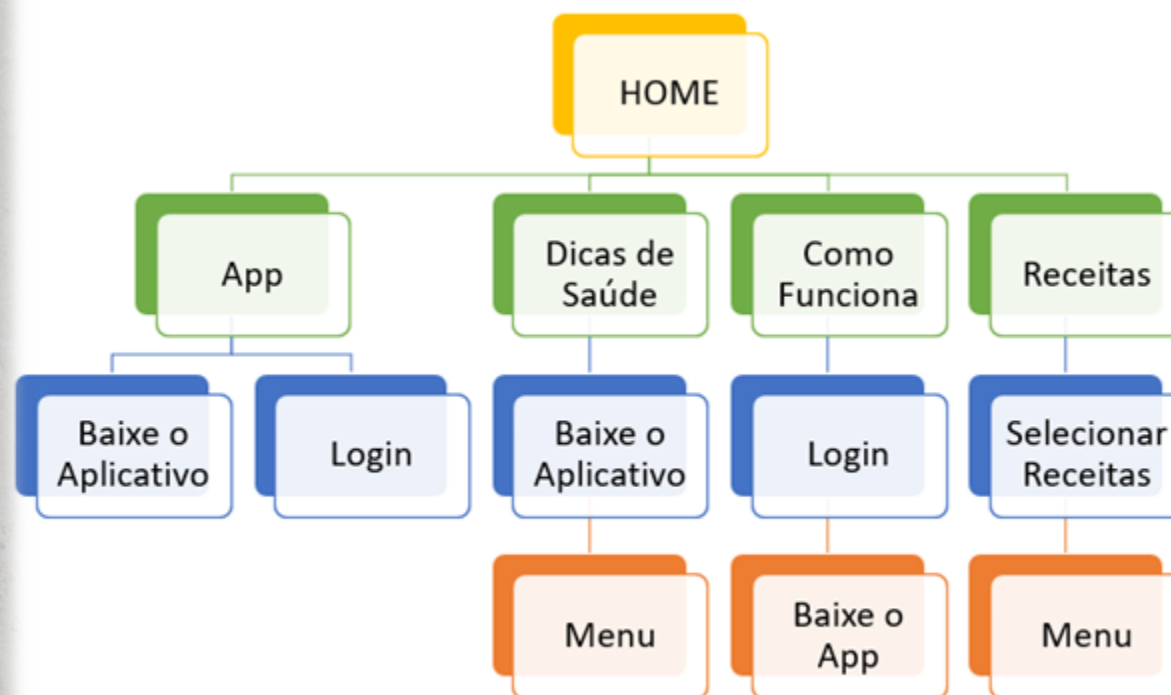 HOME
App
Dicas de
Saúde
Como
Funciona
Receitas
Baixe o
Aplicativo
Login
Baixe o
Aplicativo
Login
Selecionar
Receitas
Menu
Baixe o
App
Menu